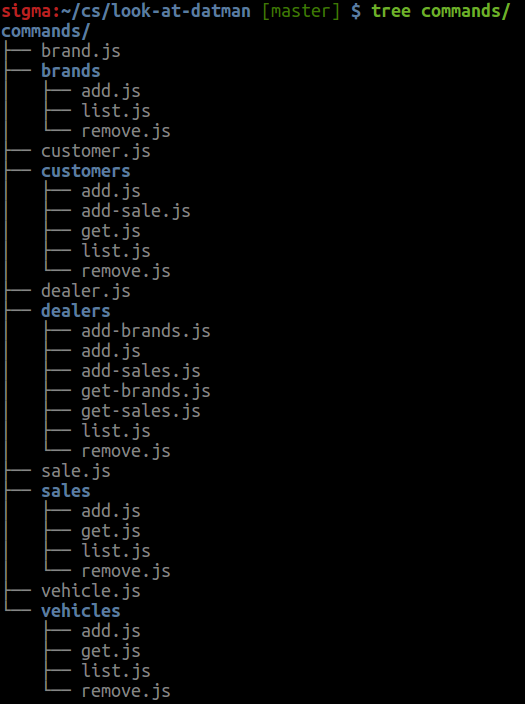 sigma:~/cs/look-at-datman [master] $ tree commands/
commands/
├── brand.js
├── brands
│   ├── add.js
│   ├── list.js
│   └── remove.js
├── customer.js
├── customers
│   ├── add.js
│   ├── add-sale.js
│   ├── get.js
│   ├── list.js
│   └── remove.js
├── dealer.js
├── dealers
│   ├── add-brands.js
│   ├── add.js
│   ├── add-sales.js
│   ├── get-brands.js
│   ├── get-sales.js
│   ├── list.js
│   └── remove.js
├── sale.js
├── sales
│   ├── add.js
│   ├── get.js
│   ├── list.js
│   └── remove.js
├── vehicle.js
└── vehicles
    ├── add.js
    ├── get.js
    ├── list.js
    └── remove.js